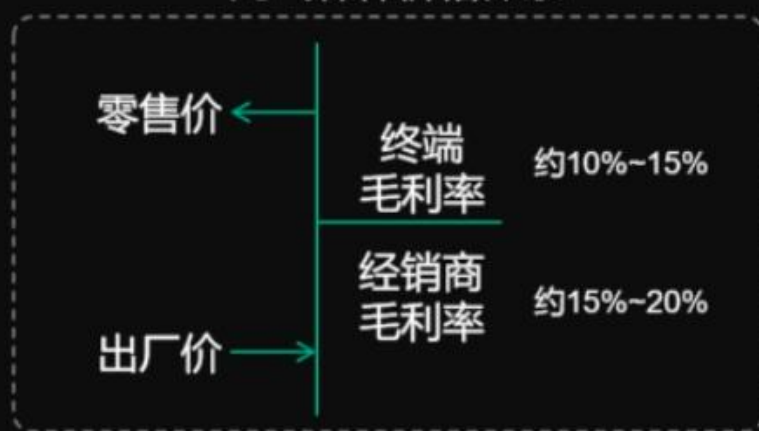 零售价
终端
毛利率
约10%~15%
经销商
毛利率
约15%~20%
出厂价